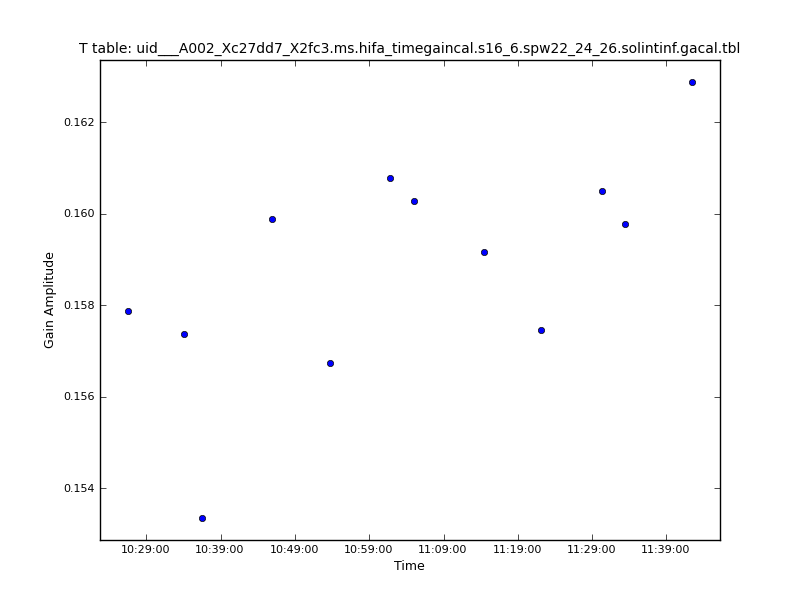 T table: uid___A002_Xc27dd7_X2fc3.ms.hifa_timegaincal.s16_6.spw22_24_26.solintinf.gacal.tbl
0.162
0.160
0.158
0.156
0.154
Gain Amplitude
10:29:00 10:39:00 10:49:00 10:59:00 11:09:00 11:19:00 11:29:00 11:39:00
Time